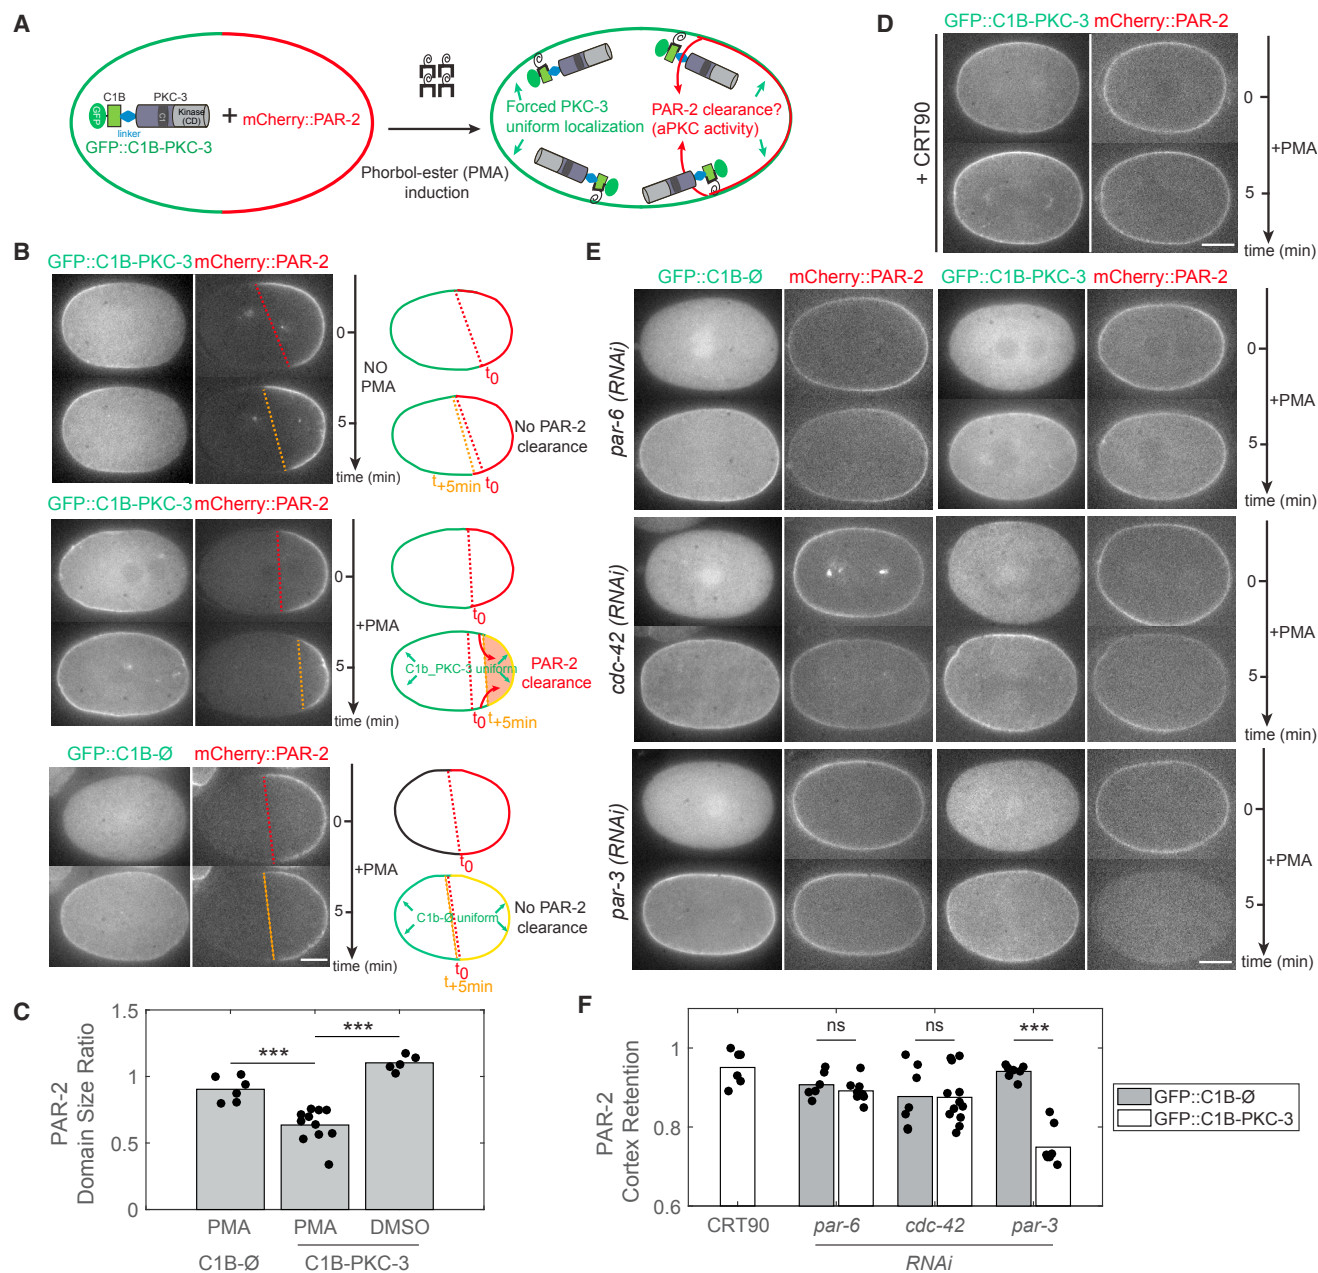 A
C1B
PKC-3
GFP
C1
Kinase
(CD)
linker
GFP::C1B-PKC-3
+
mCherry::PAR-2
Phorbol-ester (PMA)
induction
Forced PKC-3
uniform localization
PAR-2 clearance?
(aPKC activity)
B
GFP::C1B-PKC-3 mCherry::PAR-2
0
NO
PMA
5
time (min)
t0
No PAR-2
clearance
t+5min
t0
GFP::C1B-PKC-3 mCherry::PAR-2
0
+PMA
5
time (min)
t0
C1b_PKC-3 uniform
PAR-2
clearance
t0
t+5min
GFP::C1B-Ø mCherry::PAR-2
0
+PMA
5
time (min)
t0
C1b-Ø uniform
No PAR-2
clearance
t0
t+5min
C
PAR-2
Domain Size Ratio
1.5
1
0.5
0
***
***
PMA
PMA
DMSO
C1B-Ø
C1B-PKC-3
D
GFP::C1B-PKC-3 mCherry::PAR-2
+ CRT90
0
+PMA
5
time (min)
E
GFP::C1B-Ø mCherry::PAR-2 GFP::C1B-PKC-3 mCherry::PAR-2
par-6 (RNAi)
0
+PMA
5
time (min)
cdc-42 (RNAi)
0
+PMA
5
time (min)
par-3 (RNAi)
0
+PMA
5
time (min)
F
PAR-2
Cortex Retention
1
0.8
0.6
ns
ns
***
CRT90
par-6
cdc-42
par-3
RNAi
GFP::C1B-Ø
GFP::C1B-PKC-3